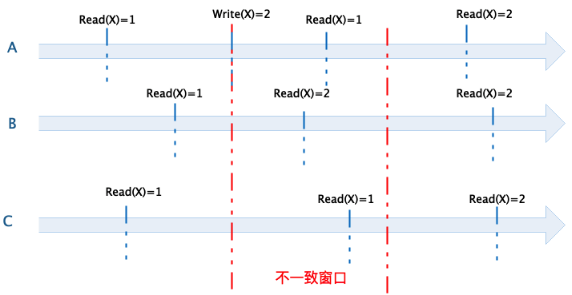 Read(X)=1 Write(X)=2 Read(X)=1 Read(X)=2
A
Read(X)=1 Read(X)=2 Read(X)=2
B
Read(X)=1 Read(X)=1 Read(X)=2
C
不一致窗口